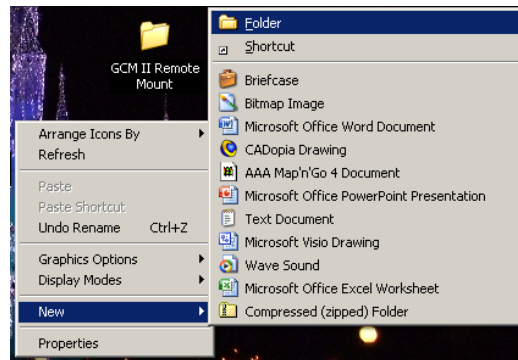 GCM II Remote
Mount
Arrange Icons By
Refresh
Paste
Paste Shortcut
Undo Rename Ctrl+Z
Graphics Options
Display Modes
New
Properties
Folder
Shortcut
Briefcase
Bitmap Image
Microsoft Office Word Document
CADopia Drawing
AAA Map'n'Go 4 Document
Microsoft Office PowerPoint Presentation
Text Document
Microsoft Visio Drawing
Wave Sound
Microsoft Office Excel Worksheet
Compressed (zipped) Folder